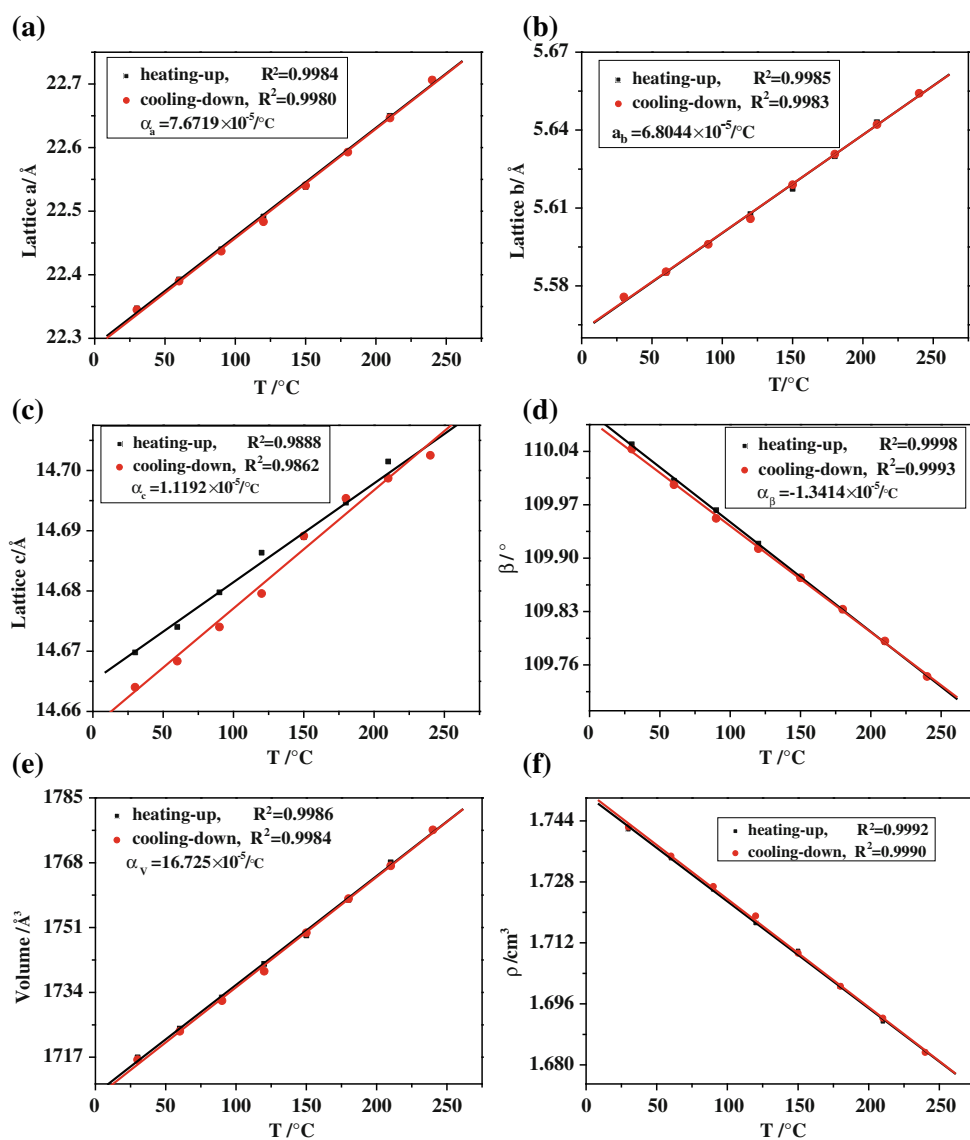 (a)
22.7
22.6
22.5
22.4
22.3
Lattice a/Å
heating-up, R²=0.9984
cooling-down, R²=0.9980
αa=7.6719×10⁻⁵/°C
0 50 100 150 200 250
T /°C
(b)
5.67
5.64
5.61
5.58
Lattice b/Å
heating-up, R²=0.9985
cooling-down, R²=0.9983
ab=6.8044×10⁻⁵/°C
0 50 100 150 200 250
T/°C
(c)
14.70
14.69
14.68
14.67
14.66
Lattice c/Å
heating-up, R²=0.9888
cooling-down, R²=0.9862
αc=1.1192×10⁻⁵/°C
0 50 100 150 200 250
T /°C
(d)
110.04
109.97
109.90
109.83
109.76
β/°
heating-up, R²=0.9998
cooling-down, R²=0.9993
αβ=-1.3414×10⁻⁵/°C
0 50 100 150 200 250
T /°C
(e)
1785
1768
1751
1734
1717
Volume /Å³
heating-up, R²=0.9986
cooling-down, R²=0.9984
αV=16.725×10⁻⁵/°C
0 50 100 150 200 250
T /°C
(f)
1.744
1.728
1.712
1.696
1.680
ρ /cm³
heating-up, R²=0.9992
cooling-down, R²=0.9990
0 50 100 150 200 250
T /°C